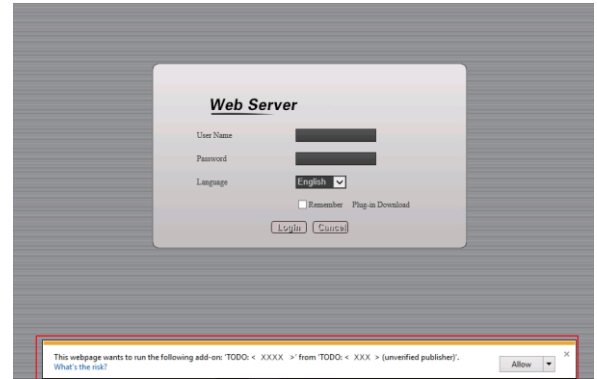 Web Server
User Name
Password
Language English
Remember Plug-in Download
Login Cancel
This webpage wants to run the following add-on: 'TODO: < XXXX >' from 'TODO: < XXX > (unverified publisher)'.
What's the risk?
Allow